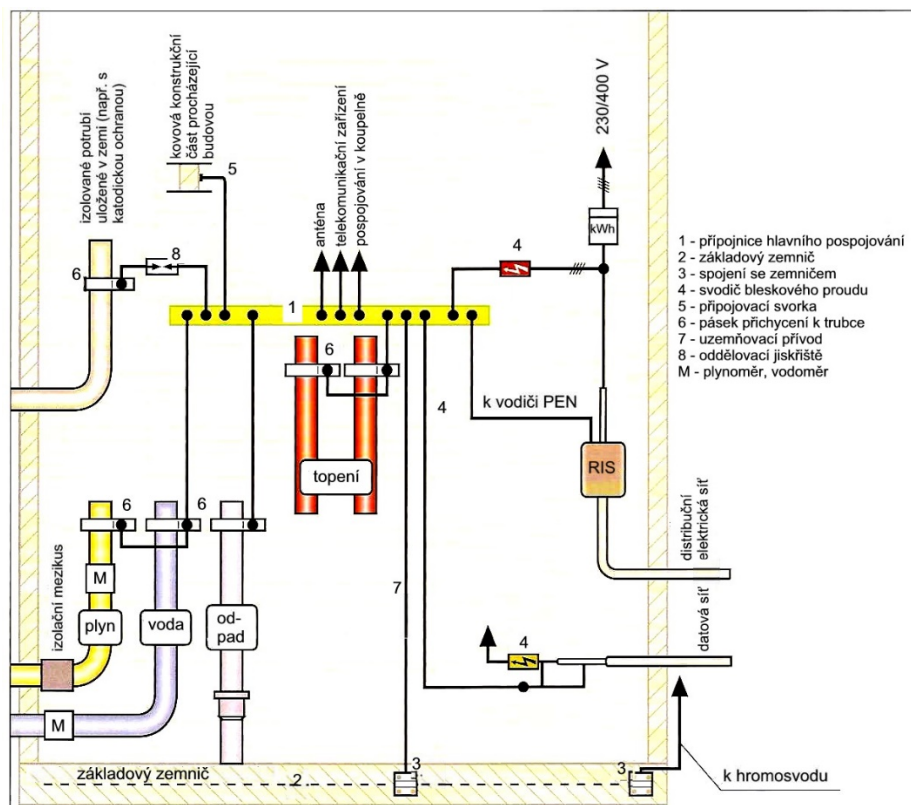 izolované potrubí
uložené v zemi (např. s
katodickou ochranou)
kovová konstrukční
část procházející
budovou
5
anténa
telekomunikační zařízení
pospojování v koupelně
230/400 V
kWh
4
8
6
1
1 - přípojnice hlavního pospojování
2 - základový zemnič
3 - spojení se zemničem
4 - svodič bleskového proudu
5 - připojovací svorka
6 - pásek přichycení k trubce
7 - uzemňovací přívod
8 - oddělovací jiskřiště
M - plynoměr, vodoměr
6
4
k vodiči PEN
RIS
topení
6
6
izolační mezikus
M
plyn
voda
od-
pad
M
7
4
distribuční
elektrická síť
datová síť
základový zemnič
2
3
3
k hromosvodu